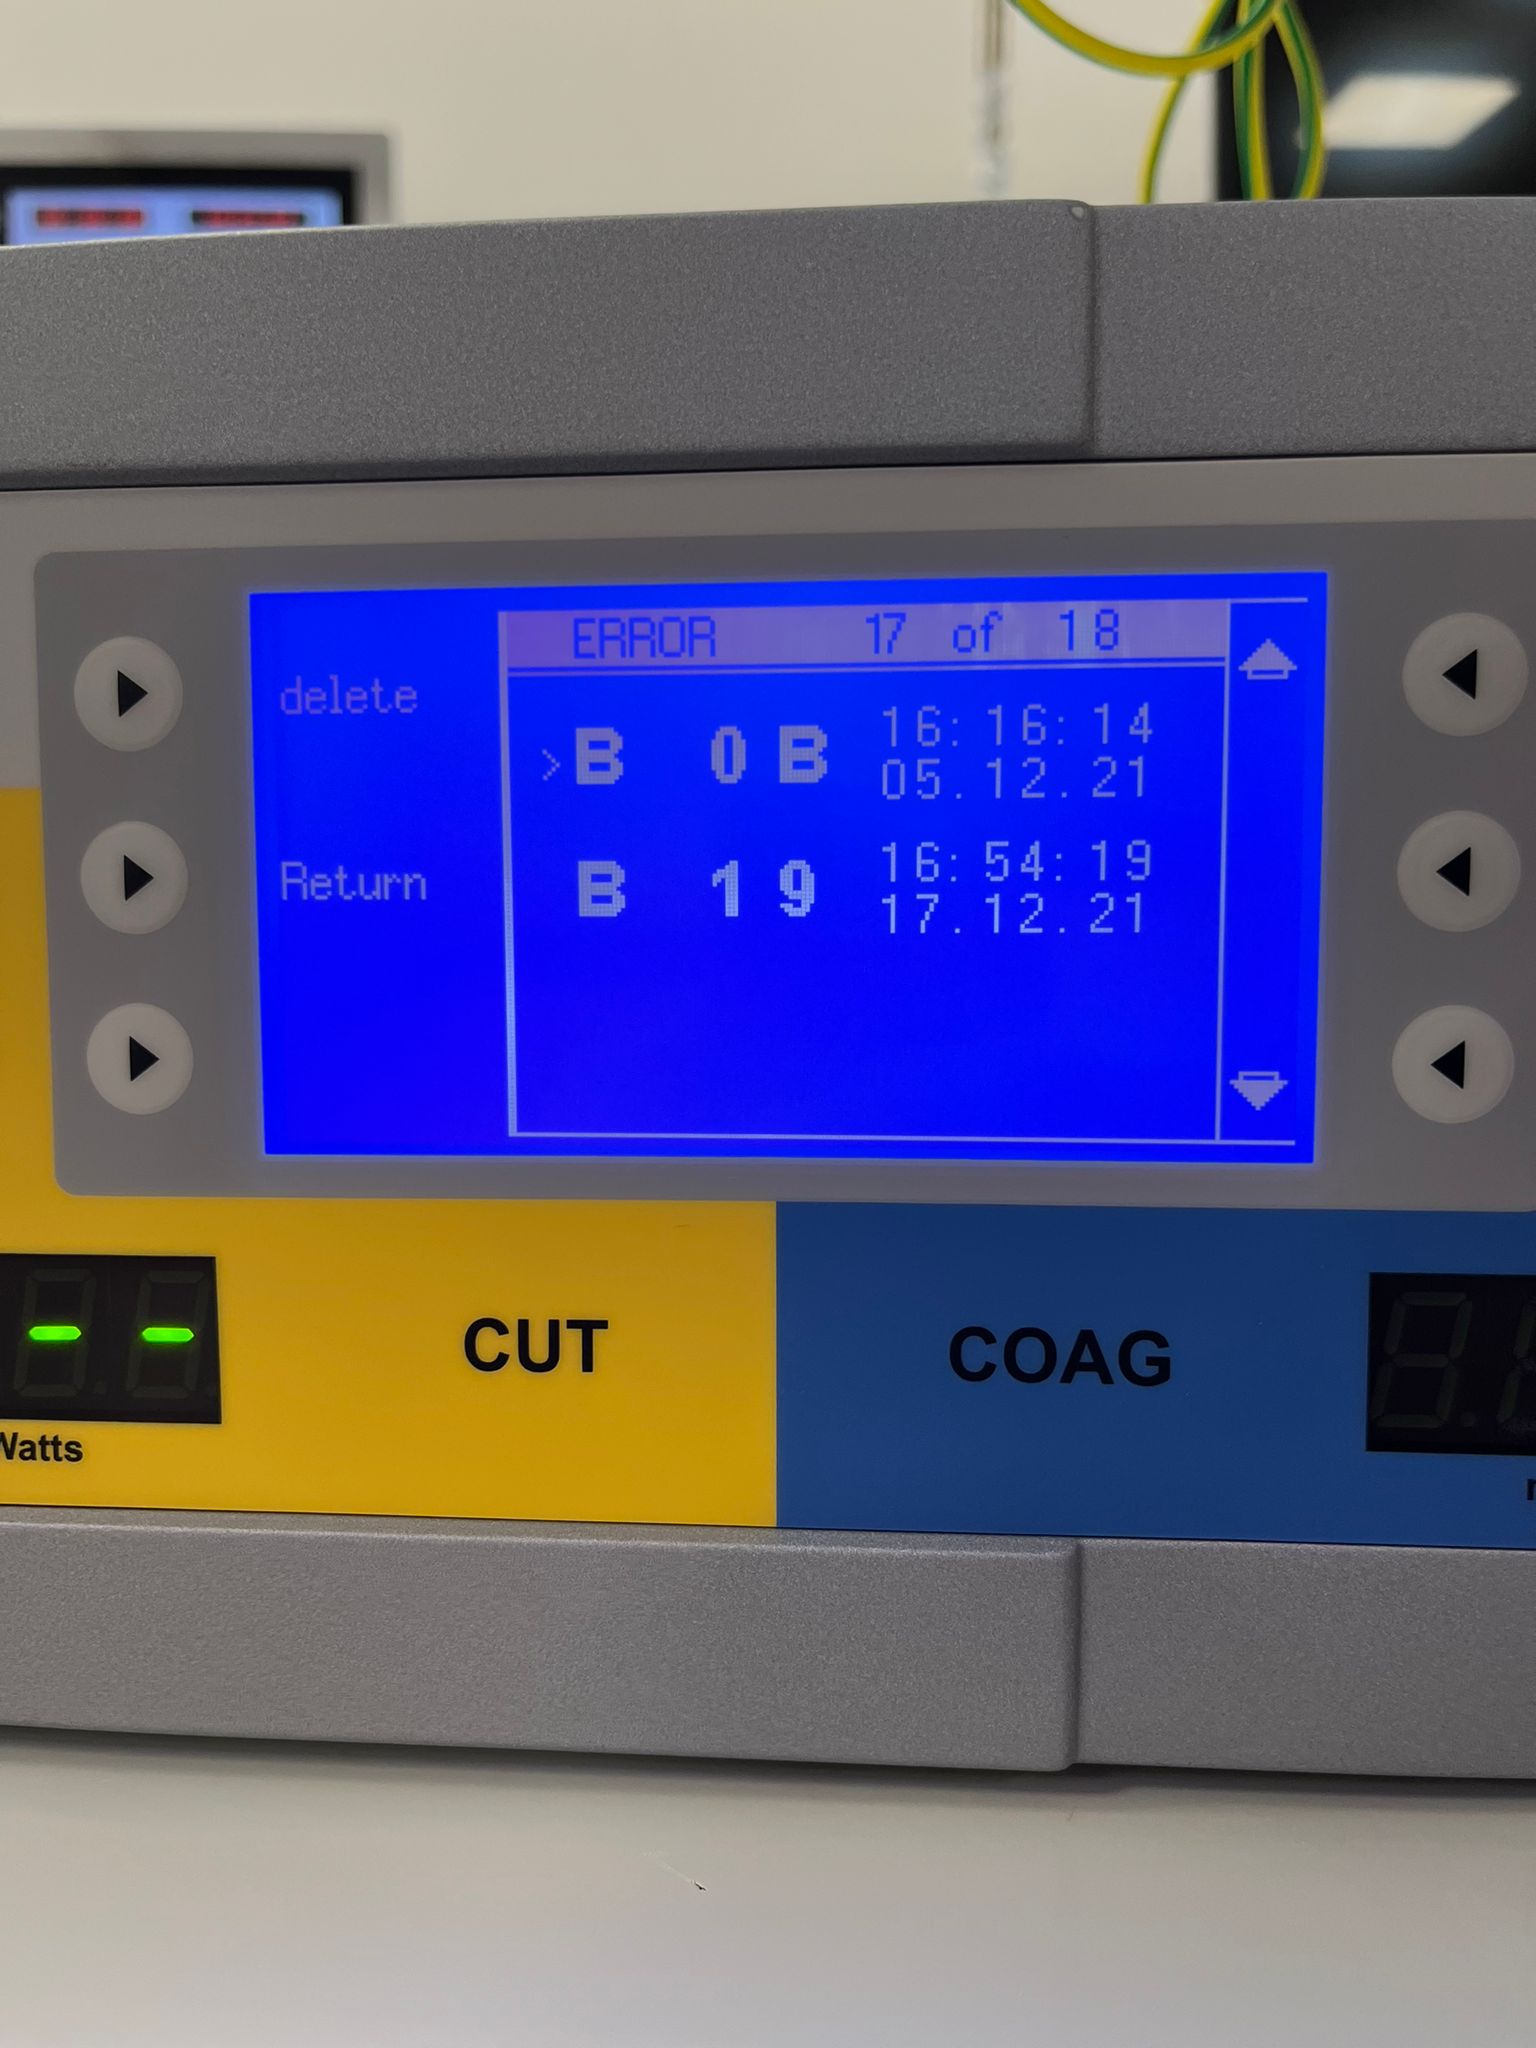 ERROR 17 of 18
delete
>B 0B 16:16:14
05.12.21
Return
B 19 16:54:19
17.12.21
CUT
COAG
Watts